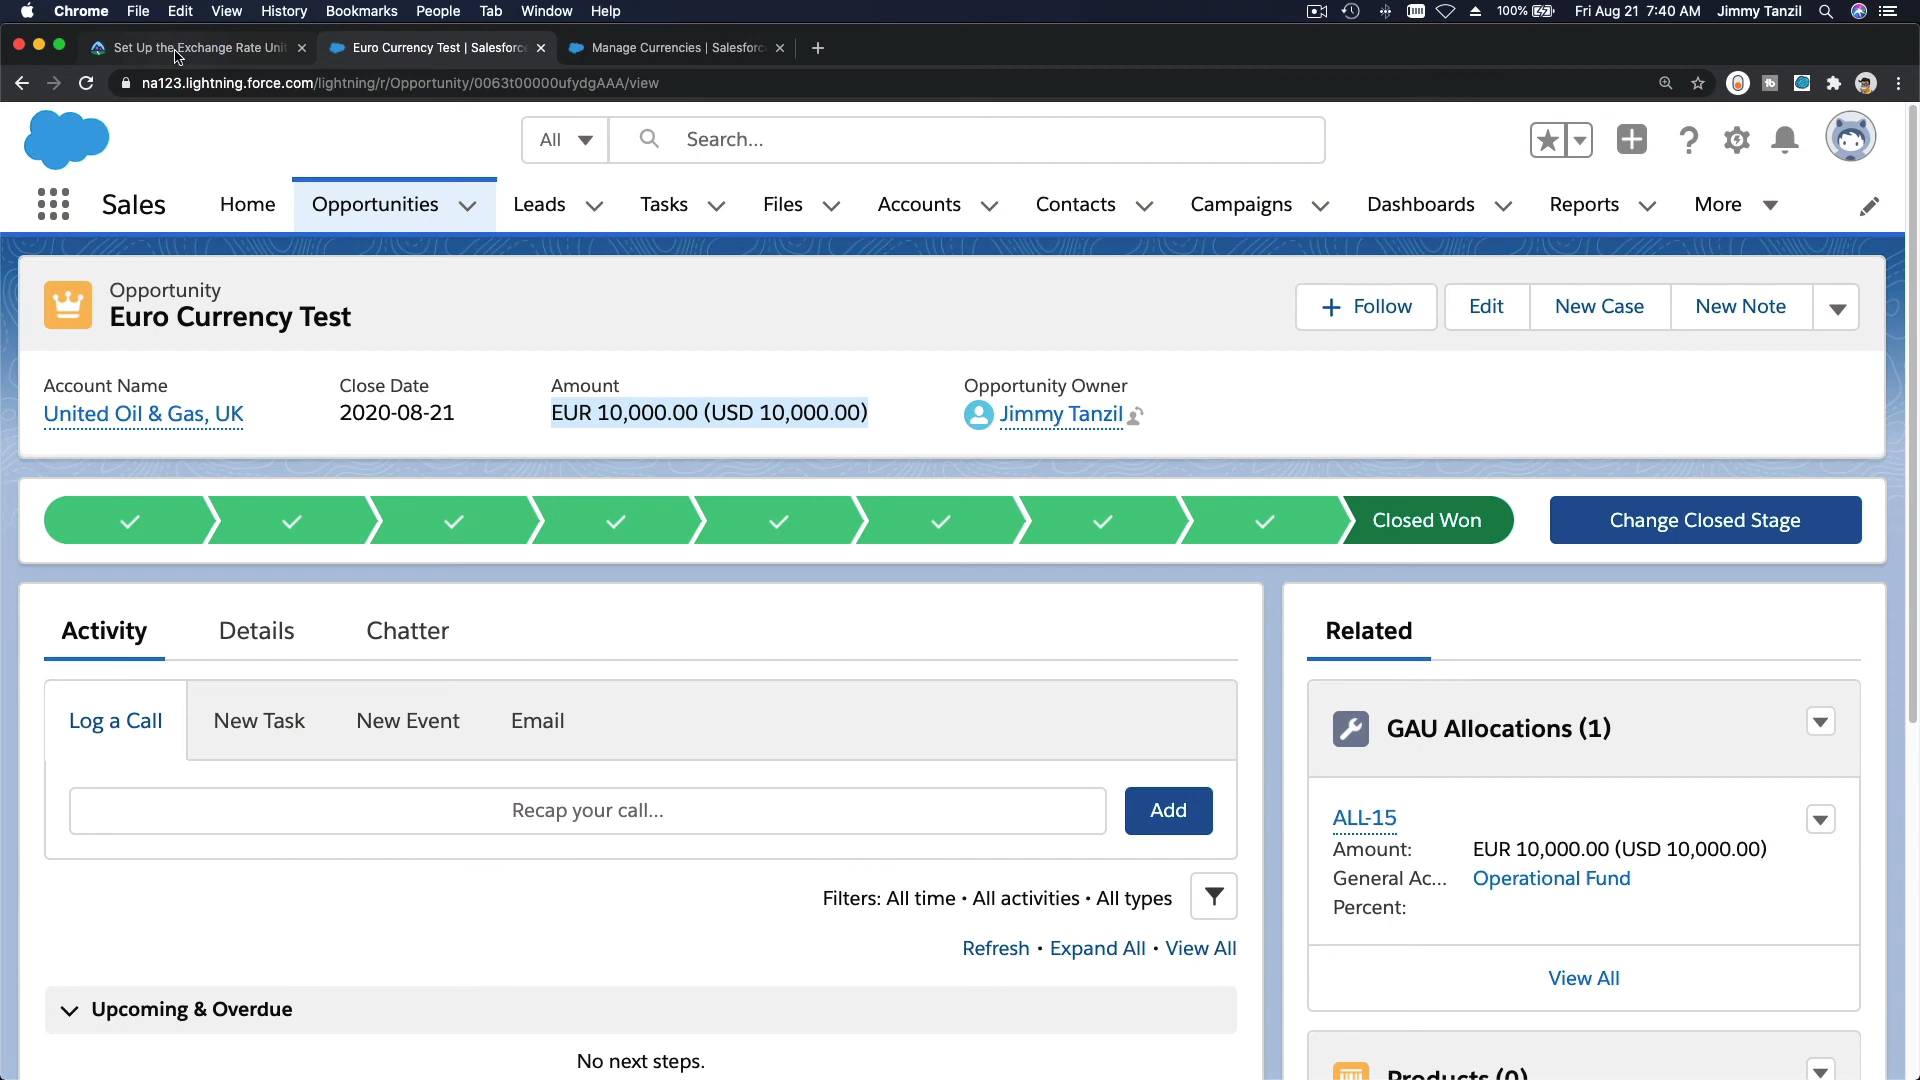 Chrome File Edit View History Bookmarks People Tab Window Help 100% Fri Aug 21 7:40 AM Jimmy Tanzil
Set Up the Exchange Rate Unit Euro Currency Test | Salesforce Manage Currencies | Salesforc
na123.lightning.force.com/lightning/r/Opportunity/0063t00000ufydgAAA/view
All Search...
Sales Home Opportunities Leads Tasks Files Accounts Contacts Campaigns Dashboards Reports More
Opportunity
Euro Currency Test
Follow Edit New Case New Note
Account Name Close Date Amount Opportunity Owner
United Oil & Gas, UK 2020-08-21 EUR 10,000.00 (USD 10,000.00) Jimmy Tanzil
Closed Won Change Closed Stage
Activity Details Chatter
Log a Call New Task New Event Email
Recap your call... Add
Filters: All time • All activities • All types
Refresh • Expand All • View All
Upcoming & Overdue
No next steps.
Related
GAU Allocations (1)
ALL-15
Amount: EUR 10,000.00 (USD 10,000.00)
General Ac... Operational Fund
Percent:
View All
Products (0)